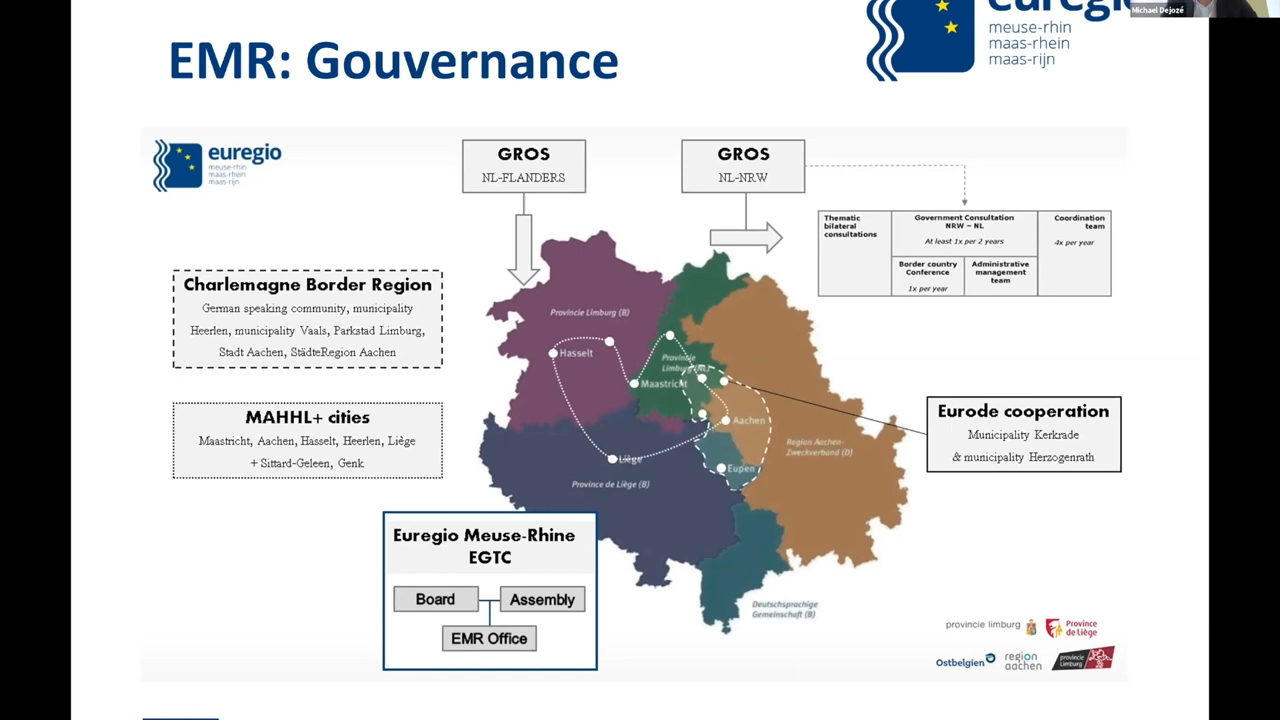 EMR: Gouvernance
meuse-rhin
maas-rhein
maas-rijn
Michael Dejozé
euregio
meuse-rhin
maas-rhein
maas-rijn
GROS
NL-FLANDERS
GROS
NL-NRW
Thematic
bilateral
consultations
Government Consultation
NRW – NL
At least 1x per 2 years
Coordination
team
4x per year
Border country
Conference
1x per year
Administrative
management
team
Charlemagne Border Region
German speaking community, municipality
Heerlen, municipality Vaals, Parkstad Limburg,
Stadt Aachen, StädteRegion Aachen
MAHHL+ cities
Maastricht, Aachen, Hasselt, Heerlen, Liège
+ Sittard-Geleen, Genk
Provincie Limburg (B)
Hasselt
Provincie
Limburg (NL)
Maastricht
Aachen
Region Aachen-
Zweckverband (D)
Eupen
Liège
Province de Liège (B)
Deutschsprachige
Gemeinschaft (B)
Eurode cooperation
Municipality Kerkrade
& municipality Herzogenrath
Euregio Meuse-Rhine
EGTC
Board
Assembly
EMR Office
provincie limburg
Province
de Liège
Ostbelgien
region
aachen
provincie
limburg